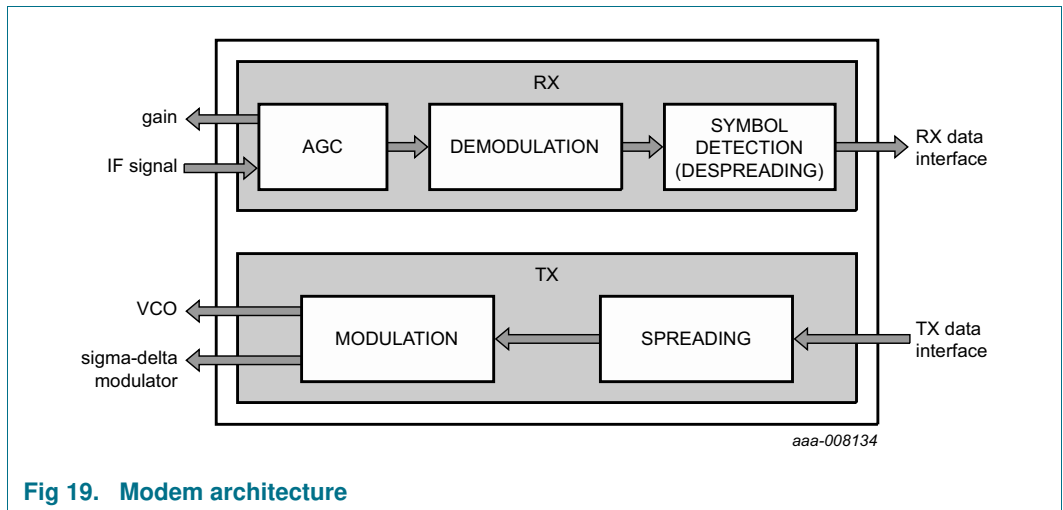 RX
gain
IF signal
AGC
DEMODULATION
SYMBOL
DETECTION
(DESPREADING)
RX data
interface
TX
VCO
sigma-delta
modulator
MODULATION
SPREADING
TX data
interface
aaa-008134
Fig 19. Modem architecture